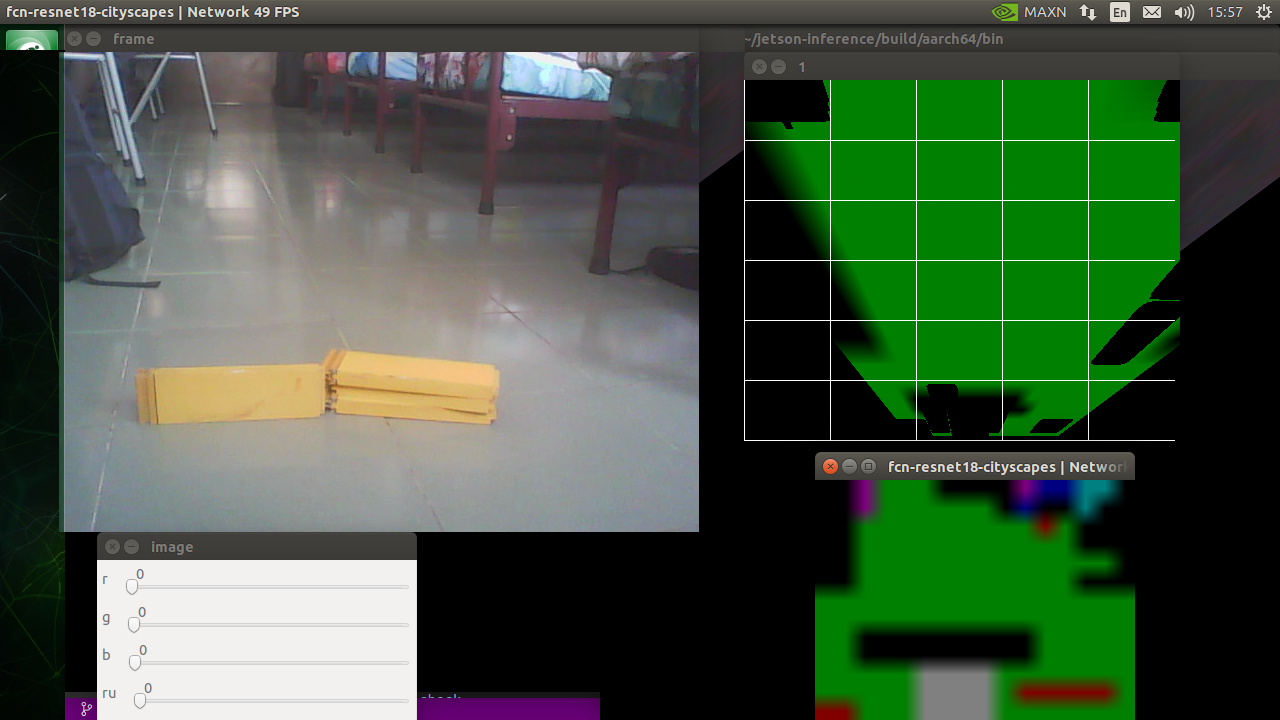 fcn-resnet18-cityscapes | Network 49 FPS
MAXN
En
15:57
frame
~/jetson-inference/build/aarch64/bin
1
fcn-resnet18-cityscapes | Networ
image
r 0
g 0
b 0
ru 0